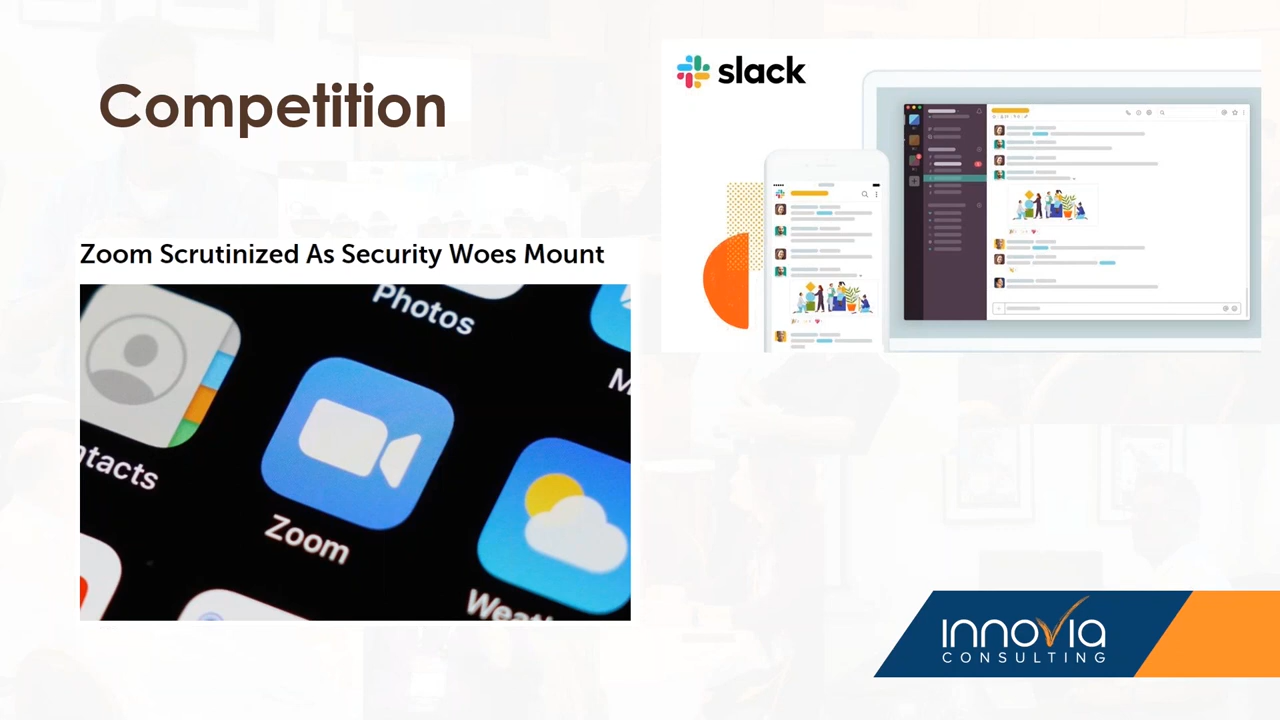 Competition
slack
Zoom Scrutinized As Security Woes Mount
Photos
ntacts
Zoom
Weat
innovia
CONSULTING